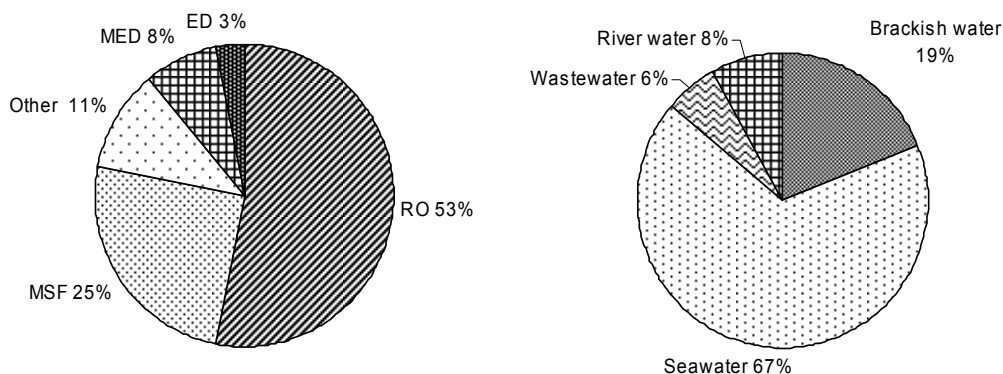 ED 3%
MED 8%
Other 11%
RO 53%
MSF 25%
Brackish water
19%
River water 8%
Wastewater 6%
Seawater 67%